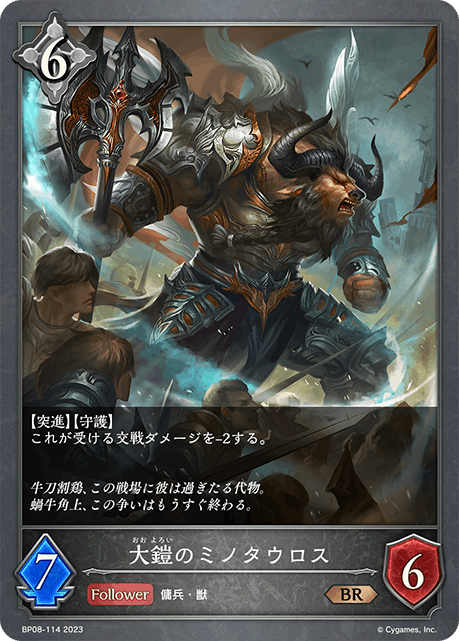 6
【突進】【守護】
これが受ける交戦ダメージを-2する。
牛刀割鶏、この戦場に彼は過ぎたる代物。
蝸牛角上、この争いはもうすぐ終わる。
おお よろい
大鎧のミノタウロス
7
Follower 傭兵・獣
BR
6
BP08-114 2023
© Cygames, Inc.